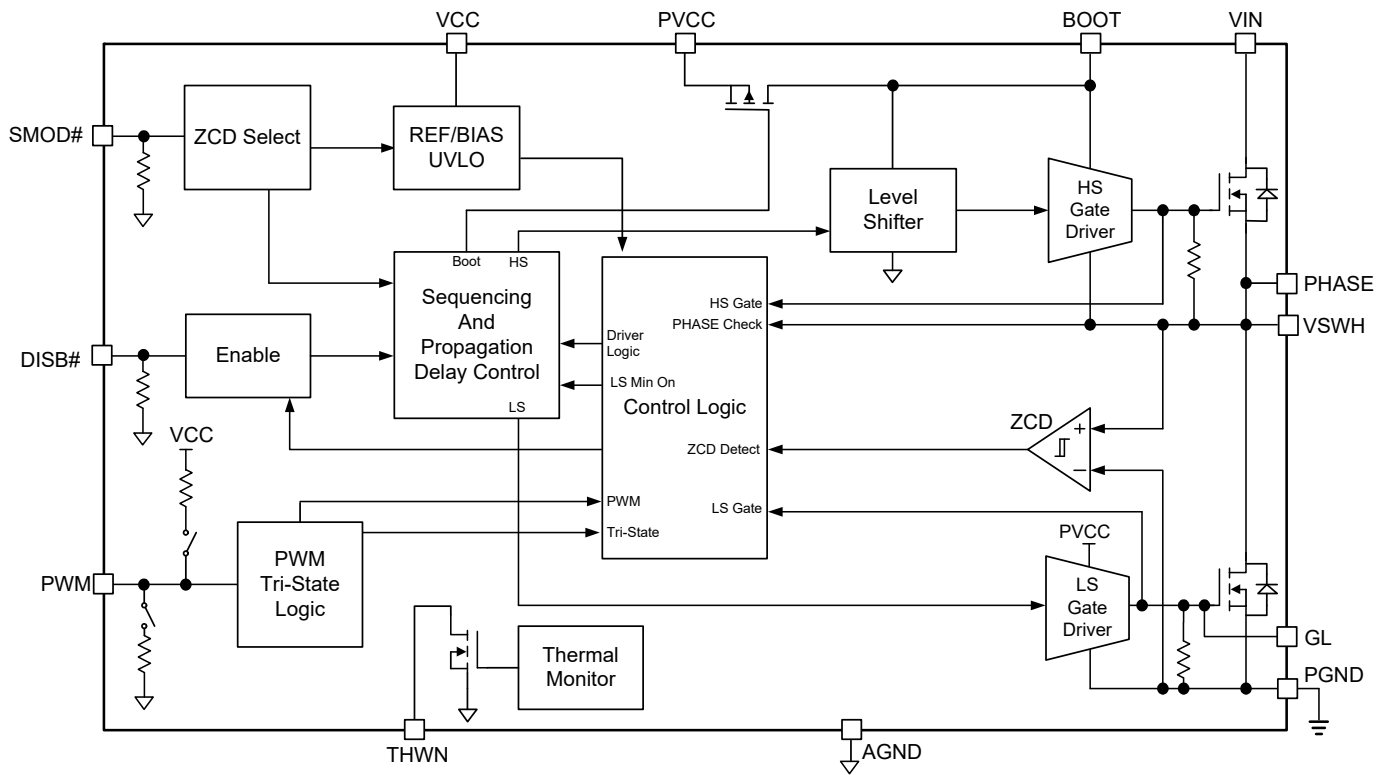 VCC
PVCC
BOOT
VIN
SMOD#
ZCD Select
REF/BIAS
UVLO
Level
Shifter
HS
Gate
Driver
Boot
HS
Sequencing
And
Propagation
Delay Control
LS
HS Gate
PHASE Check
Driver
Logic
LS Min On
Control Logic
ZCD Detect
LS Gate
PWM
Tri-State
PHASE
VSWH
DISB#
Enable
ZCD
+
−
VCC
PWM
PWM
Tri-State
Logic
PVCC
LS
Gate
Driver
GL
PGND
Thermal
Monitor
THWN
AGND